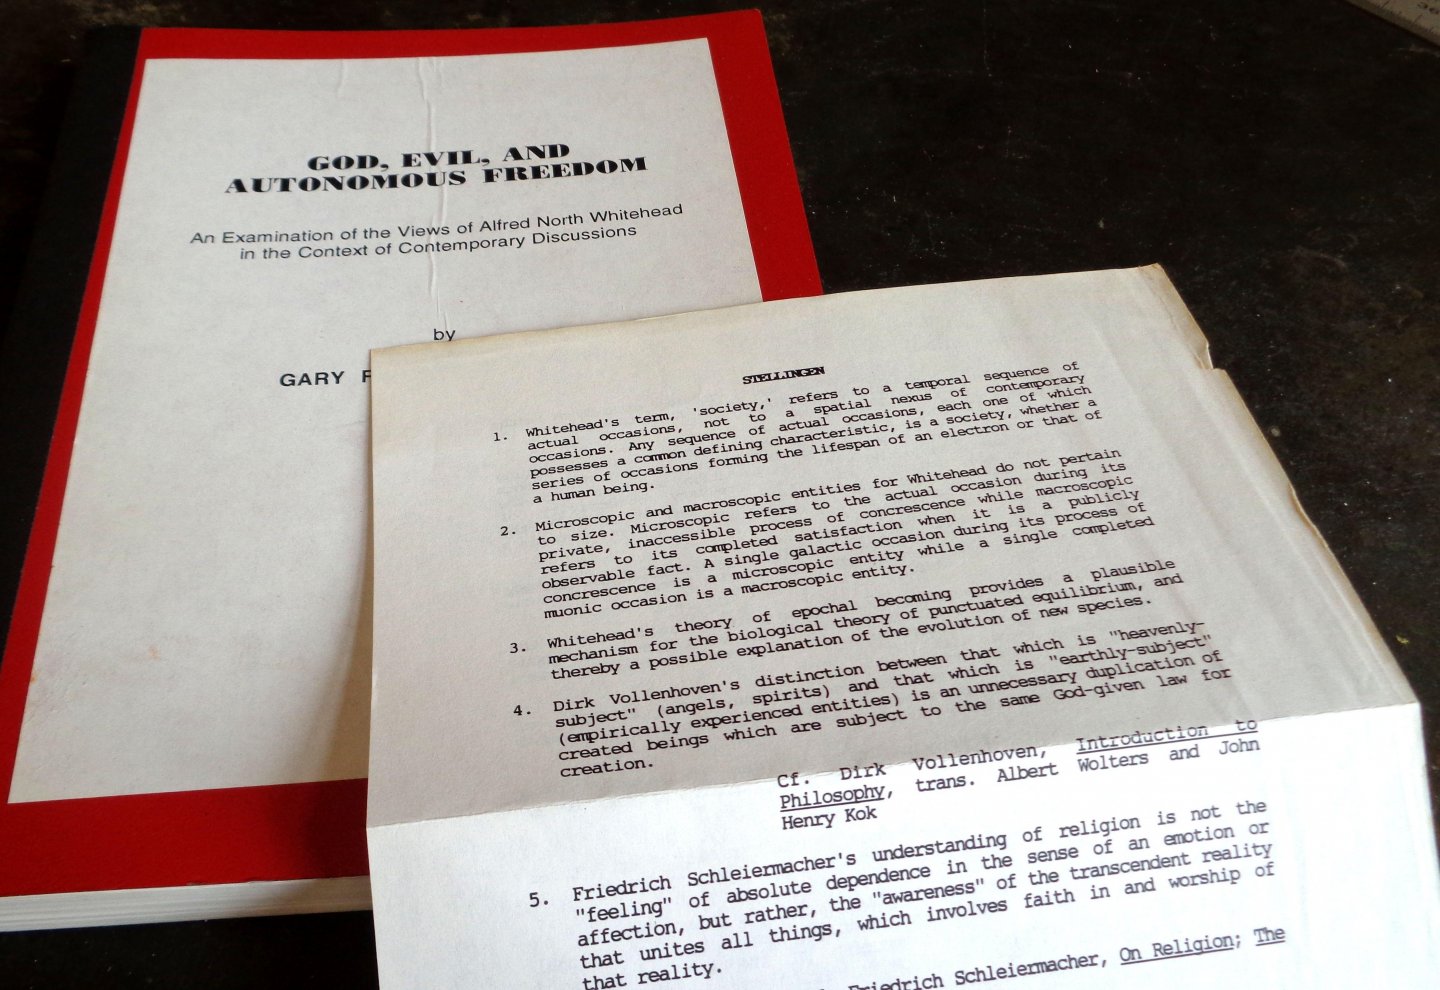 GOD, EVIL, AND
AUTONOMOUS FREEDOM
An Examination of the Views of Alfred North Whitehead
in the Context of Contemporary Discussions
by
GARY
STELLINGEN
1. Whitehead's term, 'society,' refers to a temporal sequence of
actual occasions, not to a spatial nexus of contemporary
occasions. Any sequence of actual occasions, each one of which
possesses a common defining characteristic, is a society, whether a
series of occasions forming the lifespan of an electron or that of
a human being.
2. Microscopic and macroscopic entities for Whitehead do not pertain
to size. Microscopic refers to the actual occasion during its
private, inaccessible process of concrescence while macroscopic
refers to its completed satisfaction when it is a publicly
observable fact. A single galactic occasion during its process of
concrescence is a microscopic entity while a single completed
muonic occasion is a macroscopic entity.
3. Whitehead's theory of epochal becoming provides a plausible
mechanism for the biological theory of punctuated equilibrium, and
thereby a possible explanation of the evolution of new species.
4. Dirk Vollenhoven's distinction between that which is "heavenly-
subject" (angels, spirits) and that which is "earthly-subject"
(empirically experienced entities) is an unnecessary duplication of
created beings which are subject to the same God-given law for
creation.
Cf. Dirk Vollenhoven, Introduction to
Philosophy, trans. Albert Wolters and John
Henry Kok
5. Friedrich Schleiermacher's understanding of religion is not the
"feeling" of absolute dependence in the sense of an emotion or
affection, but rather, the "awareness" of the transcendent reality
that unites all things, which involves faith in and worship of
that reality.
Friedrich Schleiermacher, On Religion; The